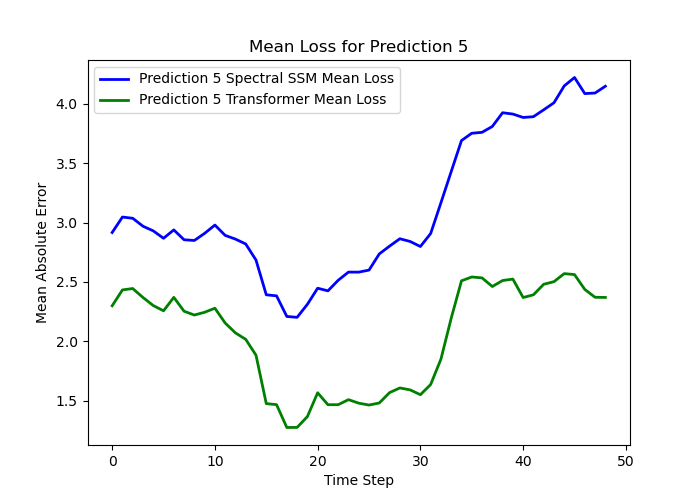 Mean Loss for Prediction 5
Prediction 5 Spectral SSM Mean Loss
Prediction 5 Transformer Mean Loss
Mean Absolute Error
4.0
3.5
3.0
2.5
2.0
1.5
0 10 20 30 40 50
Time Step